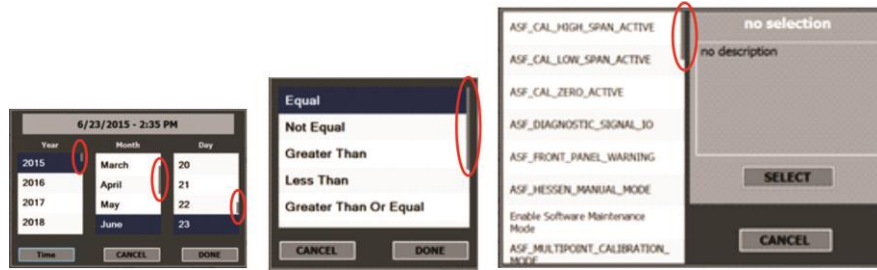 6/23/2015 - 2:35 PM
Year Month Day
2015 March 20
2016 April 21
2017 May 22
2018 June 23
Time CANCEL DONE
Equal
Not Equal
Greater Than
Less Than
Greater Than Or Equal
CANCEL DONE
ASF_CAL_HIGH_SPAN_ACTIVE
ASF_CAL_LOW_SPAN_ACTIVE
ASF_CAL_ZERO_ACTIVE
ASF_DIAGNOSTIC_SIGNAL_IO
ASF_FRONT_PANEL_WARNING
ASF_HESSEN_MANUAL_MODE
Enable Software Maintenance
Mode
ASF_MULTIPOINT_CALIBRATION_
MODE
no selection
no description
SELECT
CANCEL